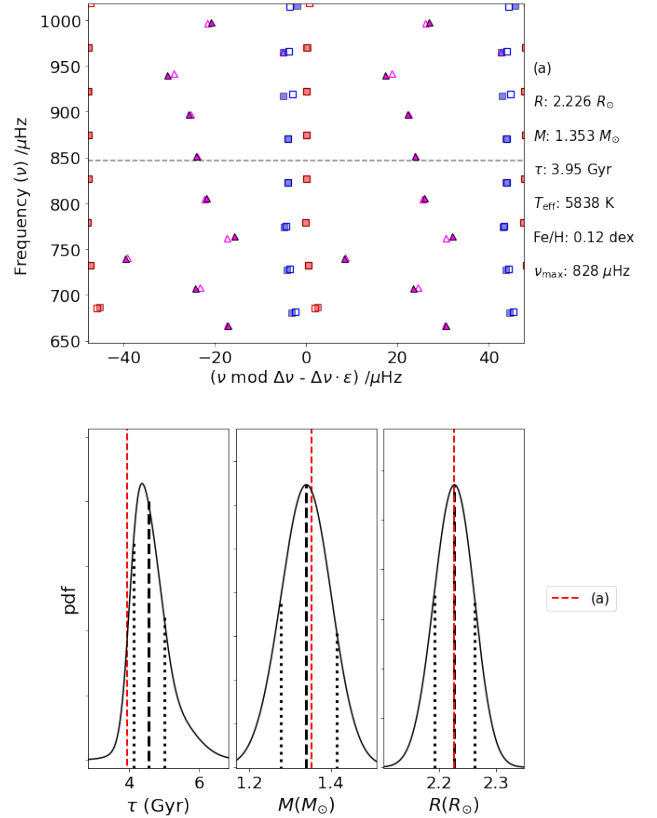 1000
950
900
850
800
750
700
650
Frequency (ν) /μHz
−40 −20 0 20 40
(ν mod Δν - Δν · ε) /μHz
(a)
R: 2.226 R⊙
M: 1.353 M⊙
τ: 3.95 Gyr
Teff: 5838 K
Fe/H: 0.12 dex
νmax: 828 μHz
pdf
4 6
τ (Gyr)
1.2 1.4
M(M⊙)
2.2 2.3
R(R⊙)
(a)